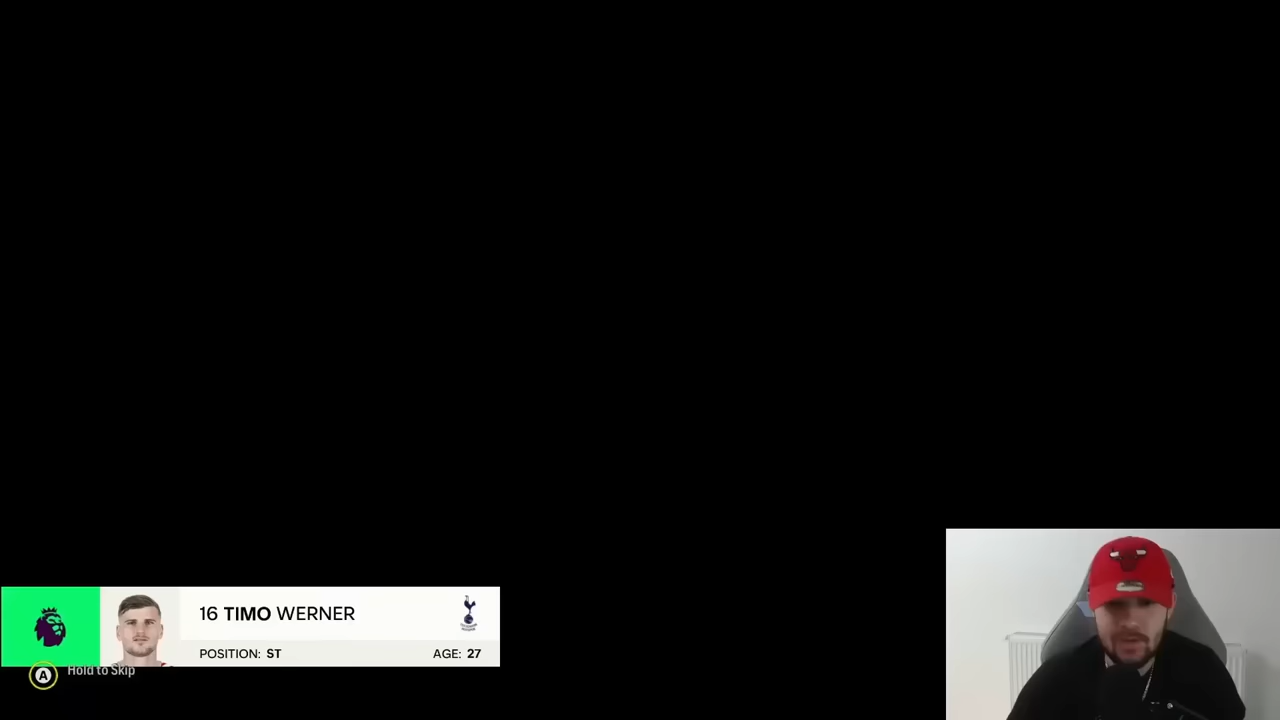 16 TIMO WERNER
POSITION: ST
AGE: 27
A
Hold to Skip